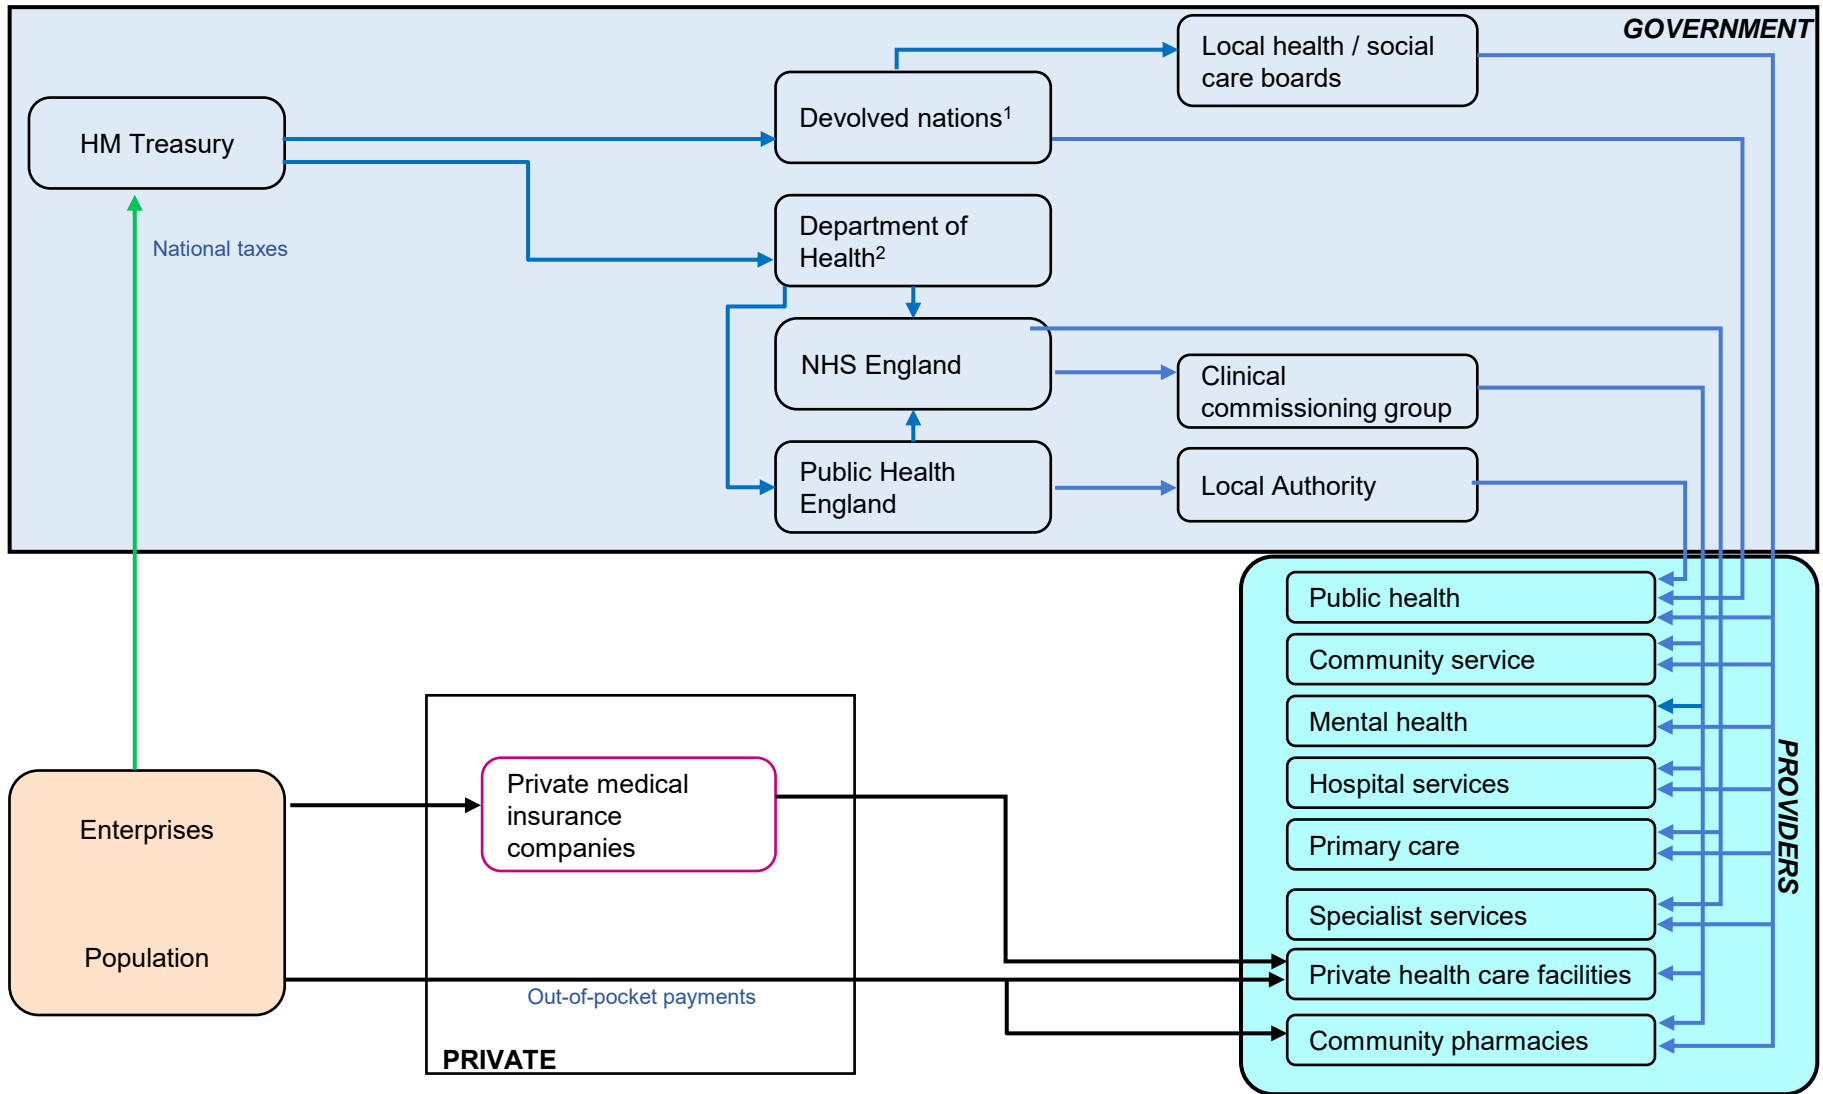 GOVERNMENT
Local health / social
care boards
Devolved nations¹
HM Treasury
Department of
Health²
National taxes
NHS England
Clinical
commissioning group
Public Health
England
Local Authority
Public health
Community service
Mental health
Hospital services
Primary care
Specialist services
Private health care facilities
Community pharmacies
PROVIDERS
Private medical
insurance
companies
Enterprises
Population
Out-of-pocket payments
PRIVATE